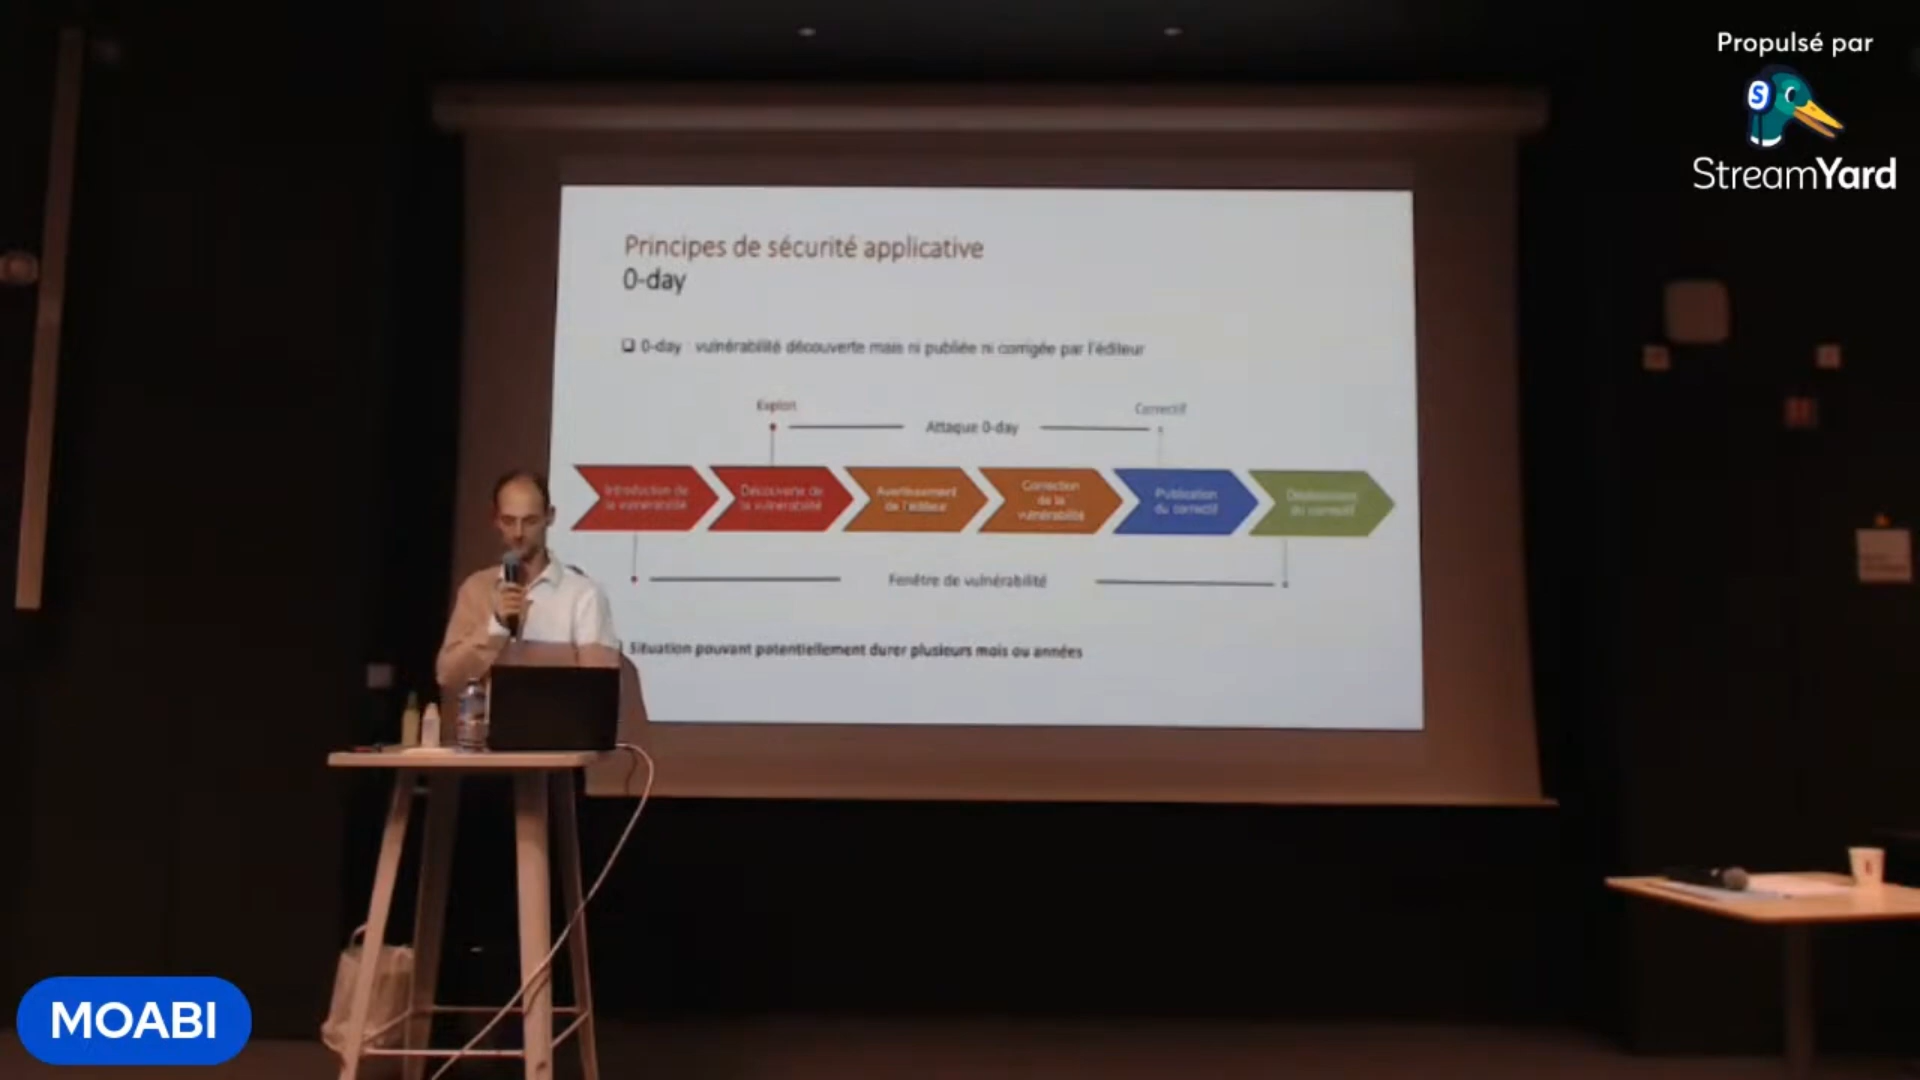 Propulsé par
StreamYard
Principes de sécurité applicative
0-day
0-day : vulnérabilité découverte mais ni publiée ni corrigée par l'éditeur
Exploit
Correctif
Attaque 0-day
Introduction de
la vulnérabilité
Découverte de
la vulnérabilité
Avertissement
de l'éditeur
Correction
de la
vulnérabilité
Publication
du correctif
du correctif
Fenêtre de vulnérabilité
Situation pouvant potentiellement durer plusieurs mois ou années
MOABI